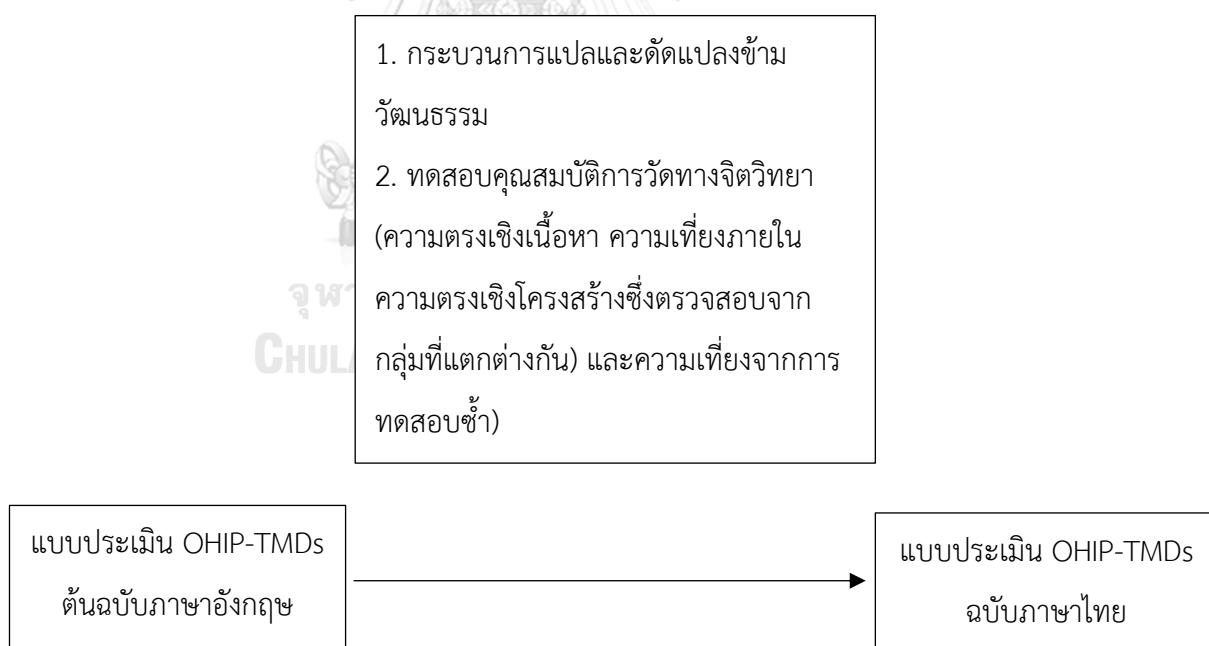 1. กระบวนการแปลและดัดแปลงข้าม
วัฒนธรรม
2. ทดสอบคุณสมบัติการวัดทางจิตวิทยา
(ความตรงเชิงเนื้อหา ความเที่ยงภายใน
ความตรงเชิงโครงสร้างซึ่งตรวจสอบจาก
กลุ่มที่แตกต่างกัน) และความเที่ยงจากการ
ทดสอบซ้ำ)
จุฬา
CHUL
แบบประเมิน OHIP-TMDs
ต้นฉบับภาษาอังกฤษ
แบบประเมิน OHIP-TMDs
ฉบับภาษาไทย